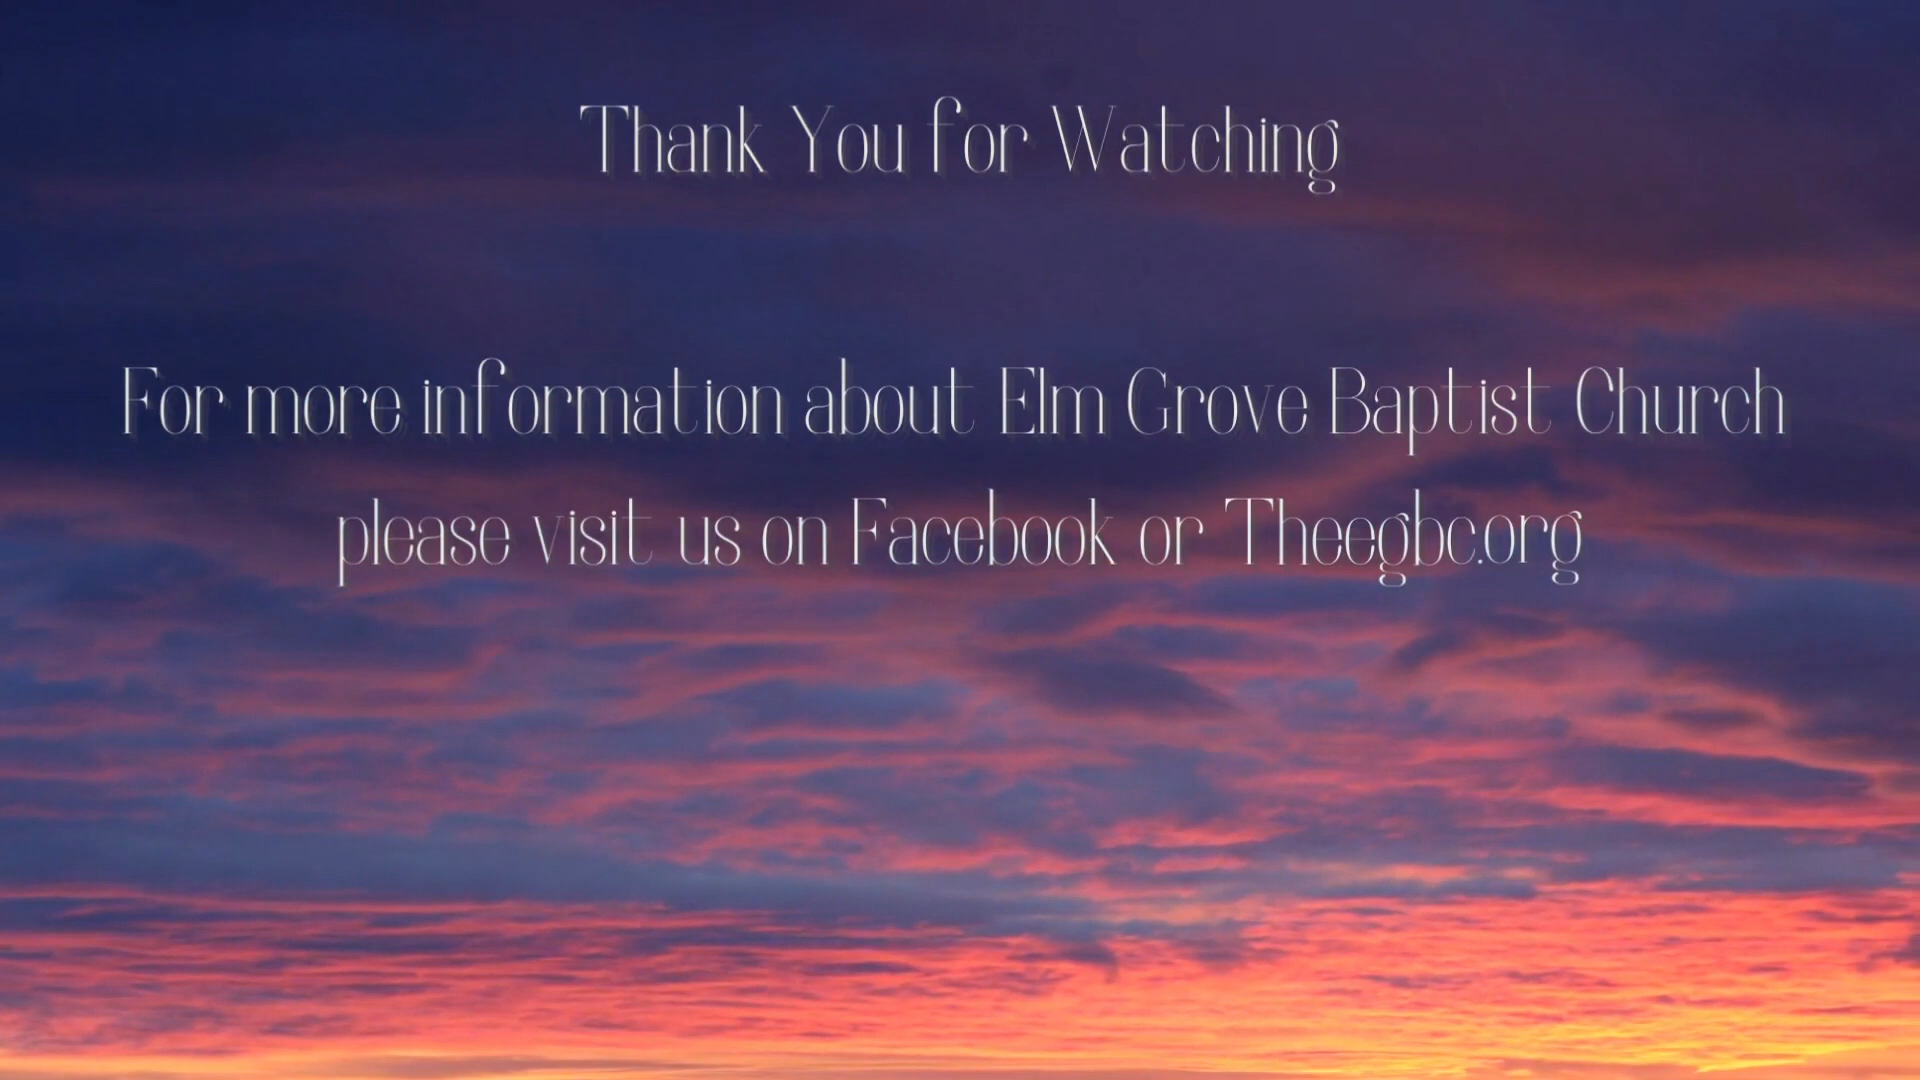 Thank You for Watching
For more information about Elm Grove Baptist Church
please visit us on Facebook or Theegbc.org